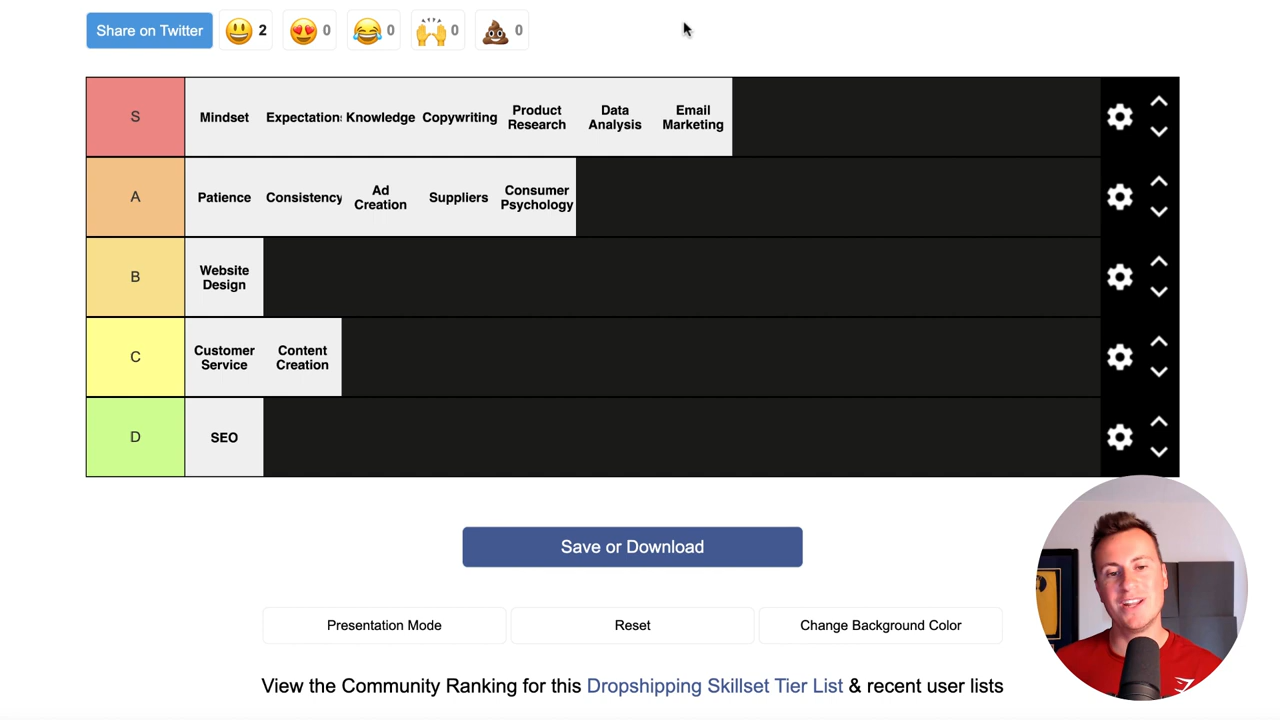 Share on Twitter 2 0 0 0 0
S Mindset Expectation Knowledge Copywriting Product Research Data Analysis Email Marketing
A Patience Consistency Ad Creation Suppliers Consumer Psychology
B Website Design
C Customer Service Content Creation
D SEO
Save or Download
Presentation Mode Reset Change Background Color
View the Community Ranking for this Dropshipping Skillset Tier List & recent user lists